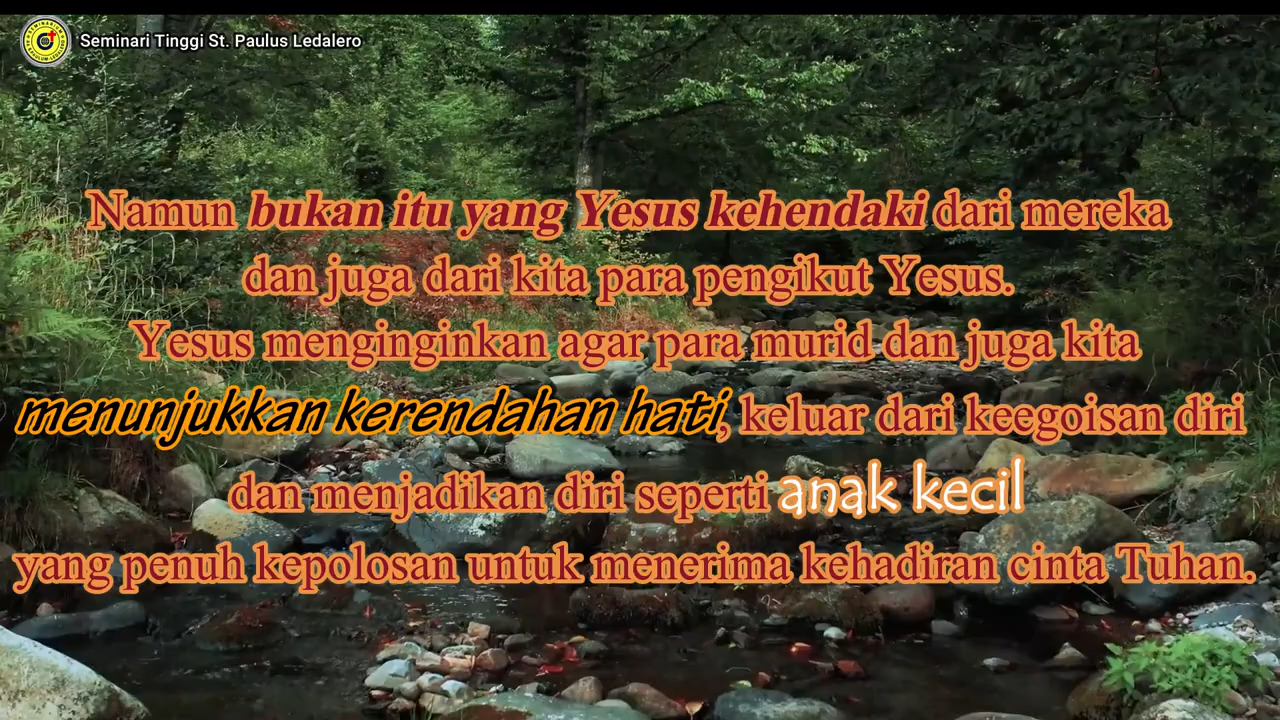 Seminari Tinggi St. Paulus Ledalero
Namun bukan itu yang Yesus kehendaki dari mereka
dan juga dari kita para pengikut Yesus.
Yesus menginginkan agar para murid dan juga kita
menunjukkan kerendahan hati, keluar dari keegoisan diri
dan menjadikan diri seperti anak kecil
yang penuh kepolosan untuk menerima kehadiran cinta Tuhan.